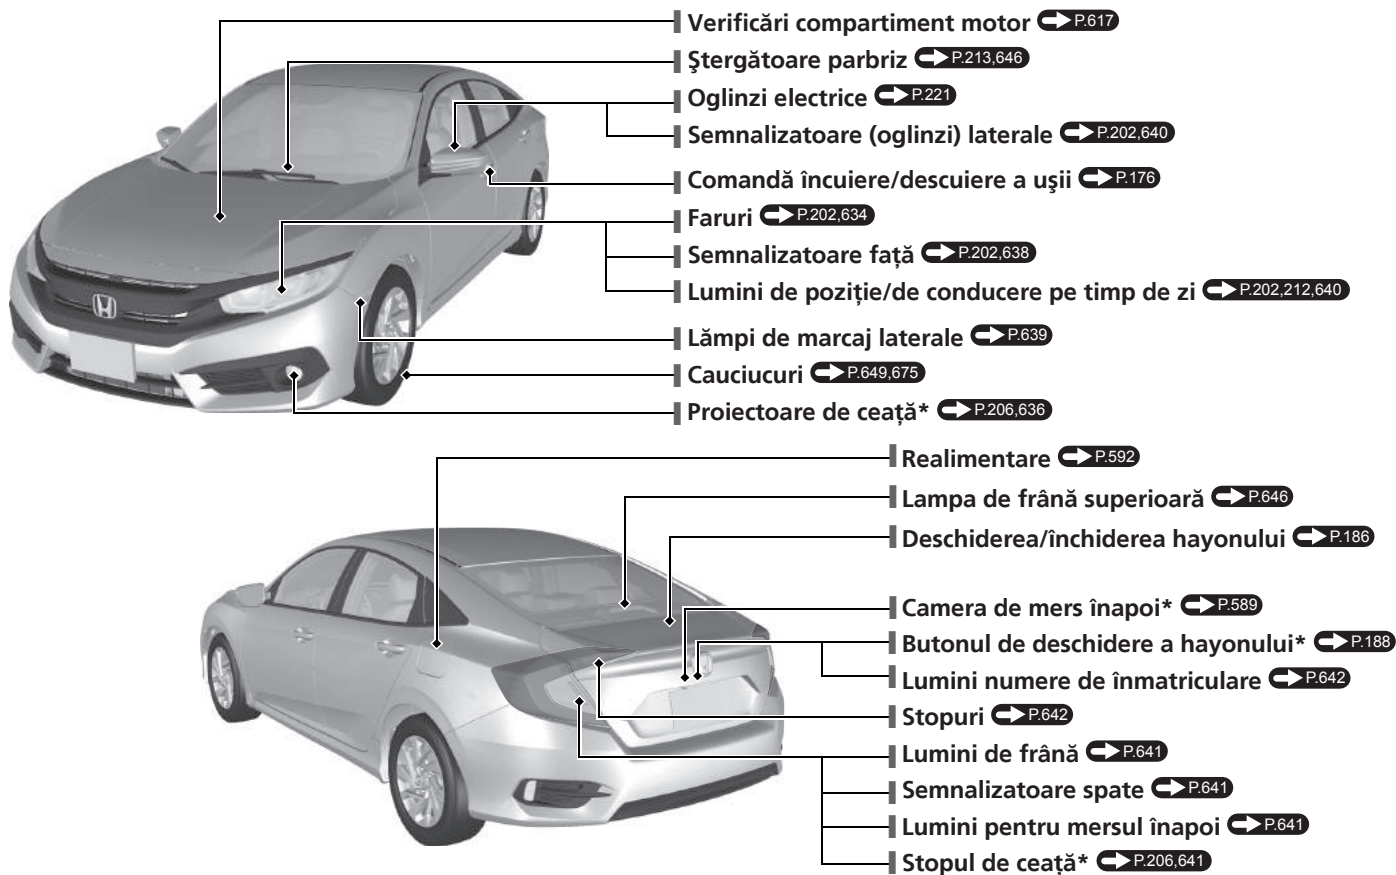 Verificări compartiment motor P.617
Ştergătoare parbriz P.213,646
Oglinzi electrice P.221
Semnalizatoare (oglinzi) laterale P.202,640
Comandă încuiere/descuiere a uşii P.176
Faruri P.202,634
Semnalizatoare faţă P.202,638
Lumini de poziţie/de conducere pe timp de zi P.202,212,640
Lămpi de marcaj laterale P.639
Cauciucuri P.649,675
Proiectoare de ceaţă* P.206,636
Realimentare P.592
Lampa de frână superioară P.646
Deschiderea/închiderea hayonului P.186
Camera de mers înapoi* P.589
Butonul de deschidere a hayonului* P.188
Lumini numere de înmatriculare P.642
Stopuri P.642
Lumini de frână P.641
Semnalizatoare spate P.641
Lumini pentru mersul înapoi P.641
Stopul de ceaţă* P.206,641